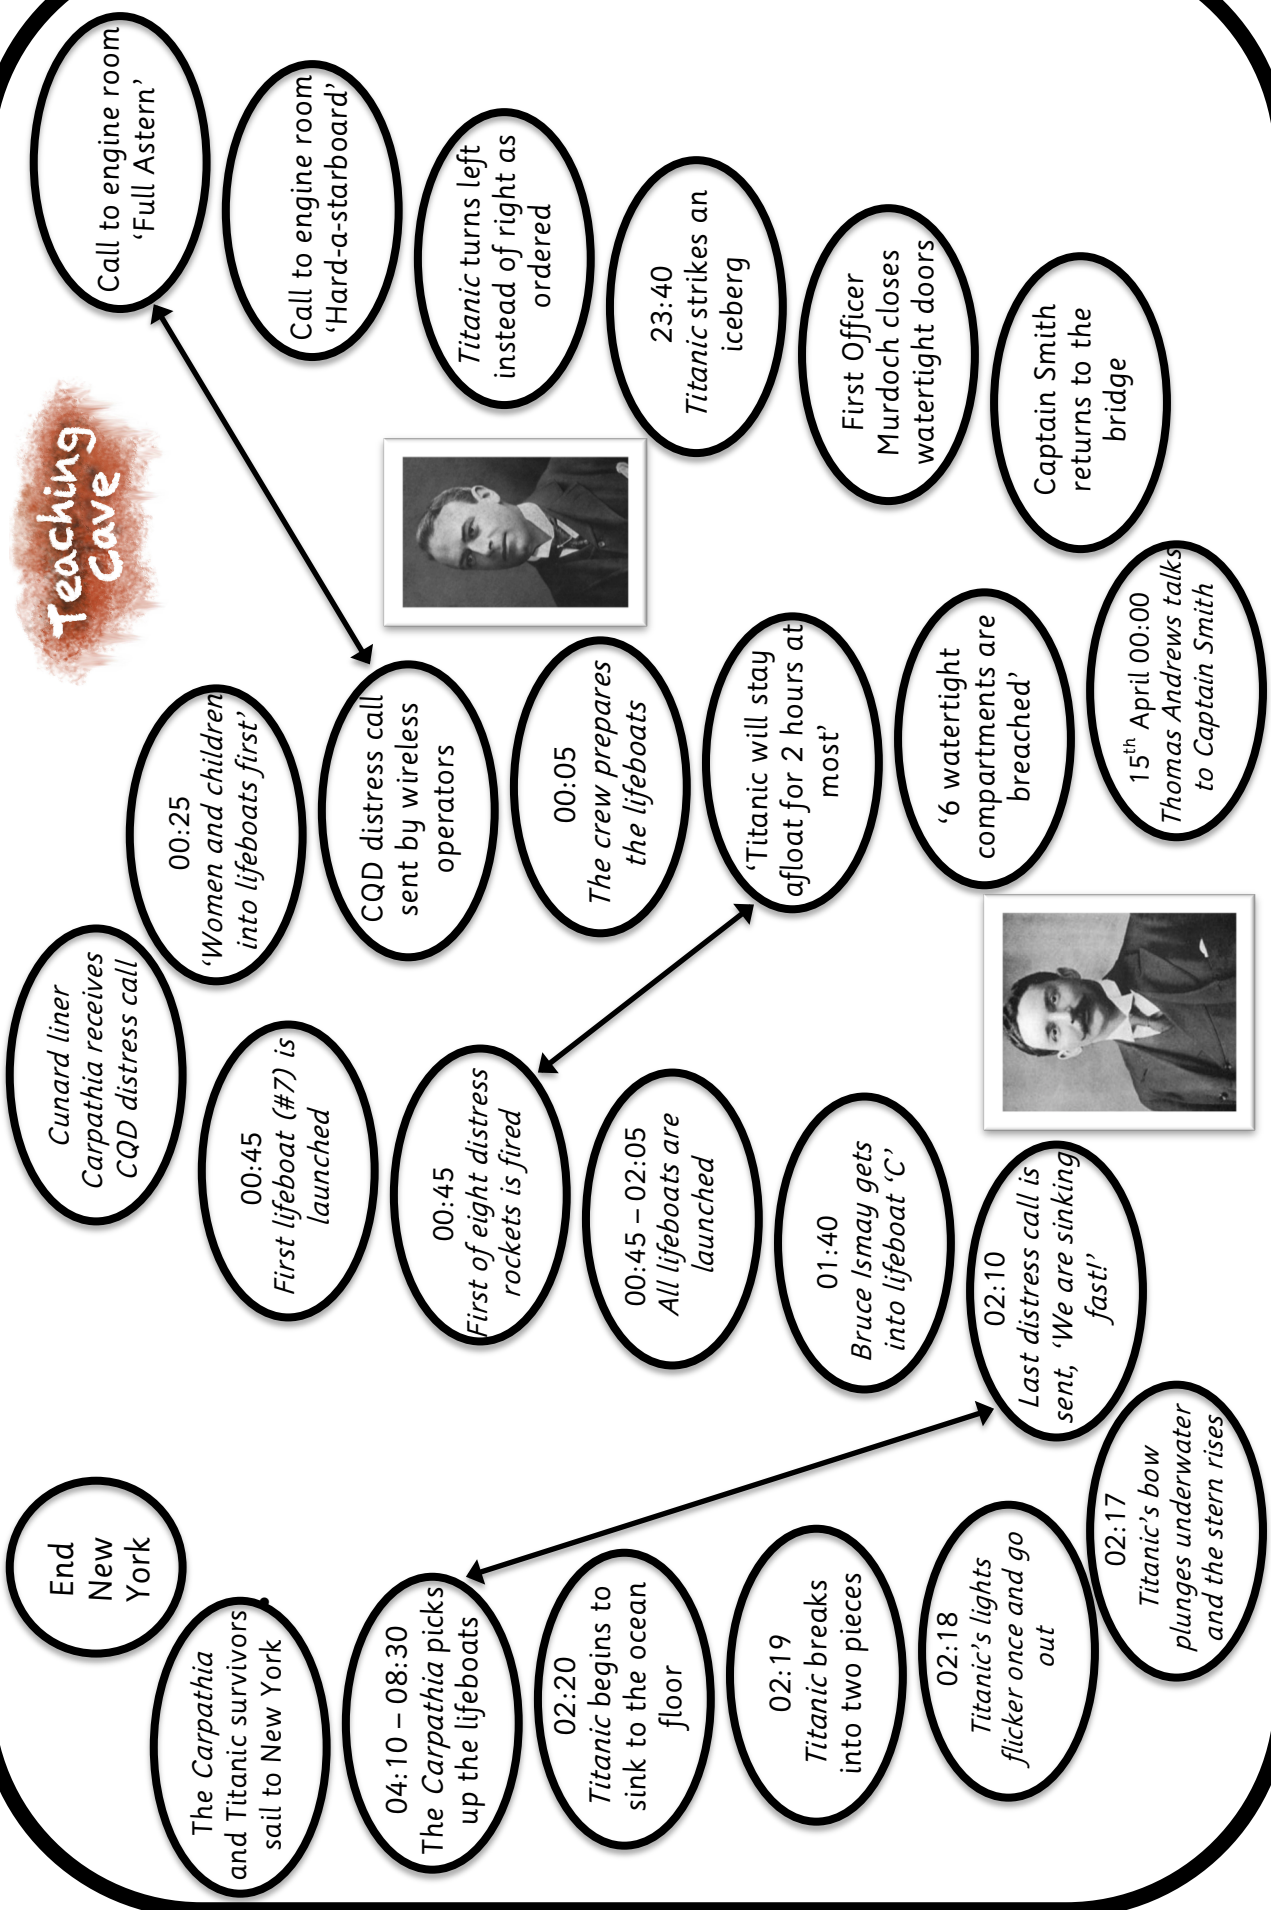 Teaching
Cave
Call to engine room
‘Full Astern’
Call to engine room
‘Hard-a-starboard’
Titanic turns left
instead of right as
ordered
23:40
Titanic strikes an
iceberg
First Officer
Murdoch closes
watertight doors
Captain Smith
returns to the
bridge
15th April 00:00
Thomas Andrews talks
to Captain Smith
‘6 watertight
compartments are
breached’
‘Titanic will stay
afloat for 2 hours at
most’
00:05
The crew prepares
the lifeboats
CQD distress call
sent by wireless
operators
00:25
‘Women and children
into lifeboats first’
Cunard liner
Carpathia receives
CQD distress call
00:45
First lifeboat (#7) is
launched
00:45
First of eight distress
rockets is fired
00:45 – 02:05
All lifeboats are
launched
01:40
Bruce Ismay gets
into lifeboat ‘C’
02:10
Last distress call is
sent, ‘We are sinking
fast!’
02:17
Titanic’s bow
plunges underwater
and the stern rises
02:18
Titanic’s lights
flicker once and go
out
02:19
Titanic breaks
into two pieces
02:20
Titanic begins to
sink to the ocean
floor
04:10 – 08:30
The Carpathia picks
up the lifeboats
The Carpathia
and Titanic survivors
sail to New York
End
New
York